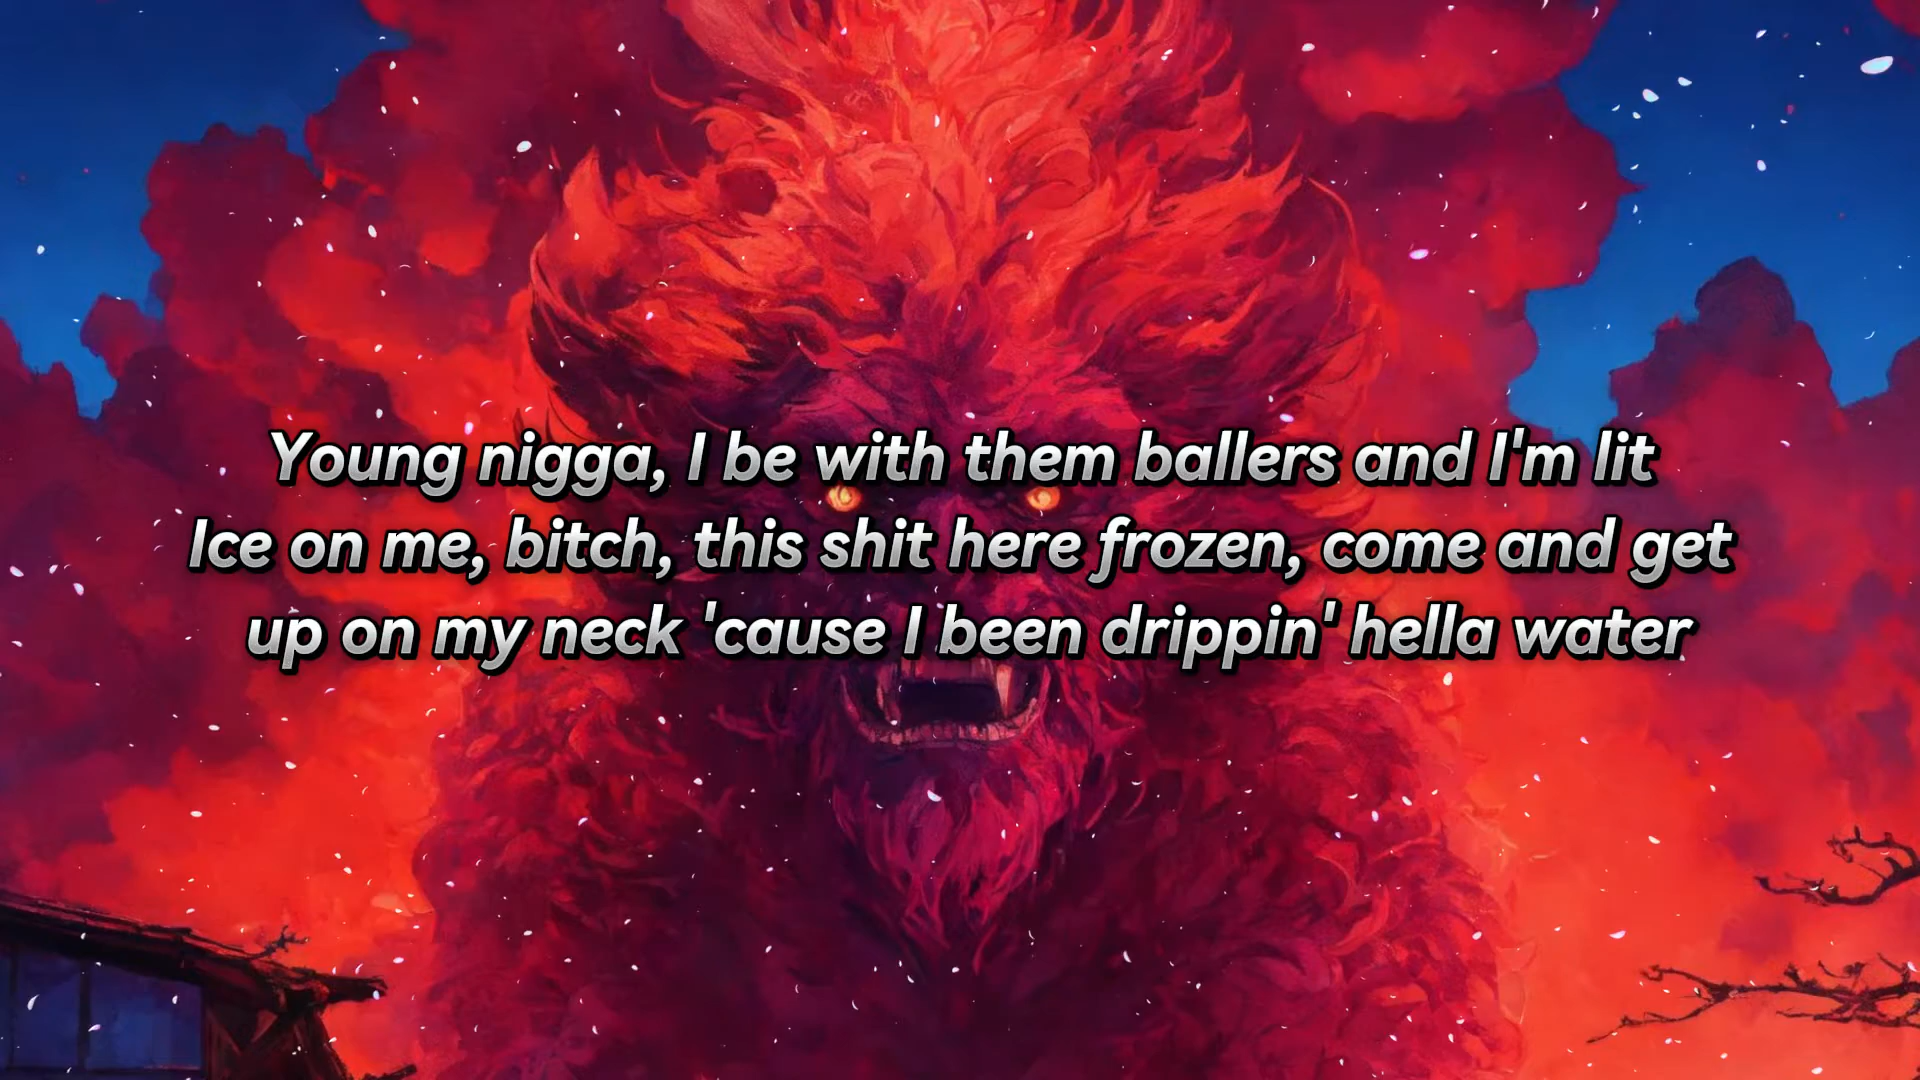 Young nigga, I be with them ballers and I'm lit
Ice on me, bitch, this shit here frozen, come and get
up on my neck 'cause I been drippin' hella water